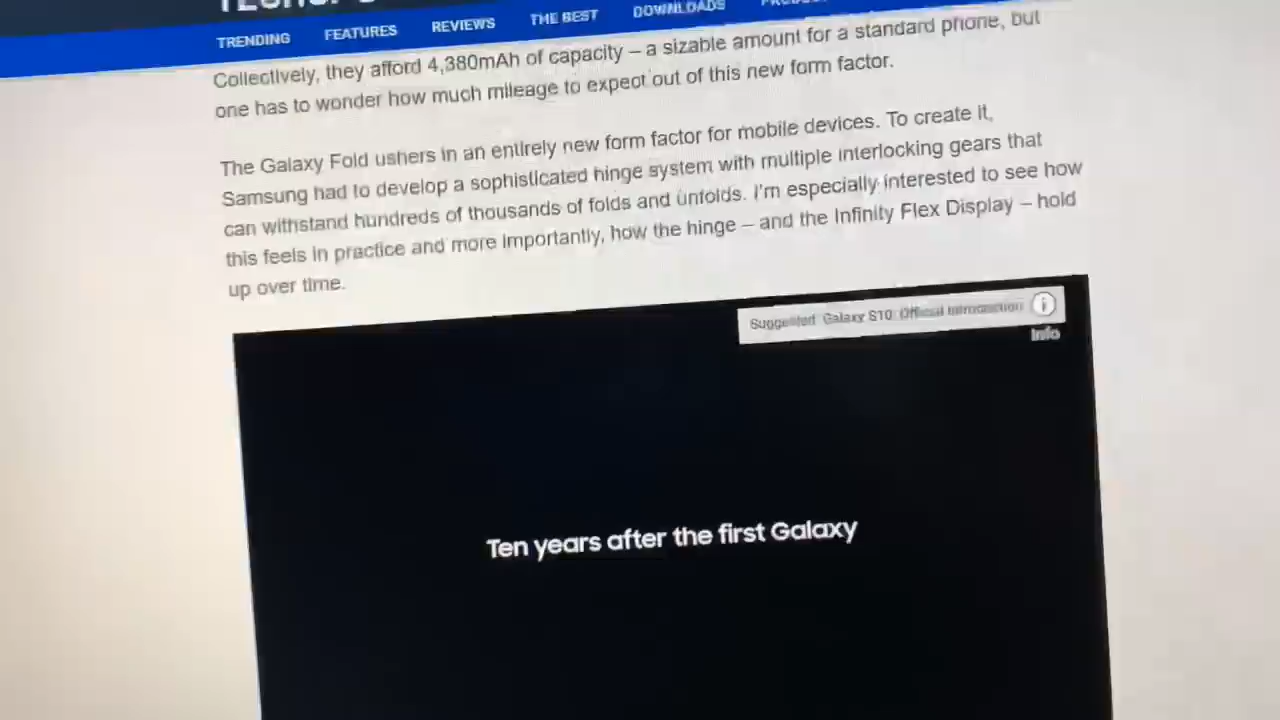 TRENDING FEATURES REVIEWS THE BEST DOWNLOADS
Collectively, they afford 4,380mAh of capacity – a sizable amount for a standard phone, but
one has to wonder how much mileage to expect out of this new form factor.
The Galaxy Fold ushers in an entirely new form factor for mobile devices. To create it,
Samsung had to develop a sophisticated hinge system with multiple interlocking gears that
can withstand hundreds of thousands of folds and unfolds. I'm especially interested to see how
this feels in practice and more importantly, how the hinge – and the Infinity Flex Display – hold
up over time.
Suggested: Galaxy S10: Official Introduction i
Info
Ten years after the first Galaxy